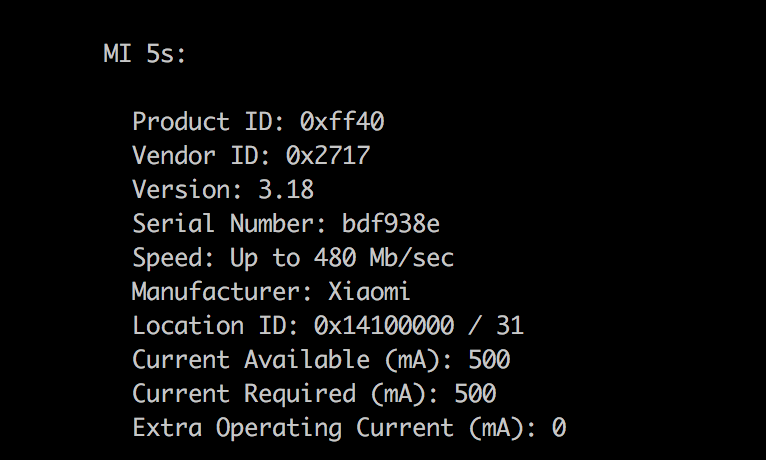 MI 5s:
Product ID: 0xff40
Vendor ID: 0x2717
Version: 3.18
Serial Number: bdf938e
Speed: Up to 480 Mb/sec
Manufacturer: Xiaomi
Location ID: 0x14100000 / 31
Current Available (mA): 500
Current Required (mA): 500
Extra Operating Current (mA): 0